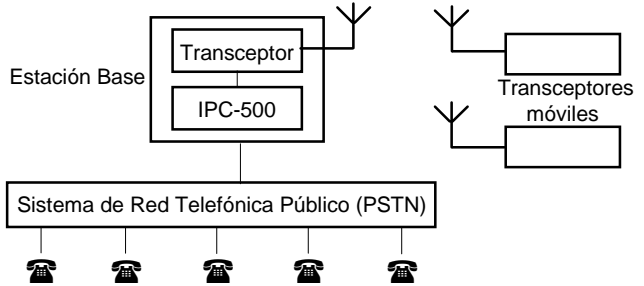 Estación Base
Transceptor
IPC-500
Transceptores
móviles
Sistema de Red Telefónica Público (PSTN)